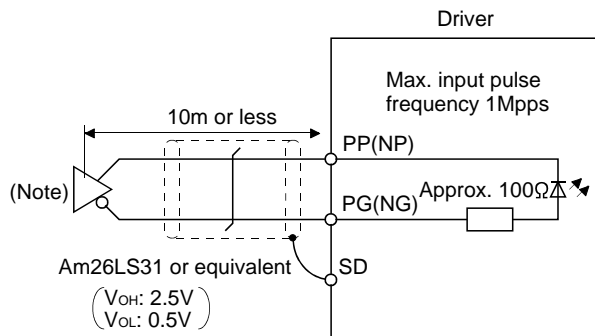 Driver
Max. input pulse
frequency 1Mpps
10m or less
PP(NP)
(Note)
Approx. 100Ω
PG(NG)
Am26LS31 or equivalent
SD
VOH: 2.5V
VOL: 0.5V